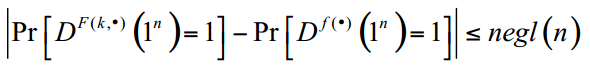 |Pr[D^{F(k,•)}(1^n)=1]−Pr[D^{f(•)}(1^n)=1]| ≤ negl(n)